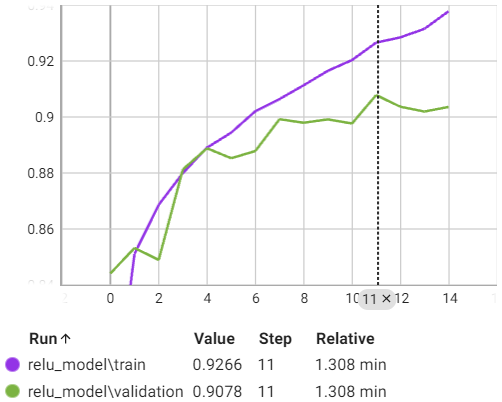 0.92
0.9
0.88
0.86
0 2 4 6 8 10 11 × 12 14
Run↑ Value Step Relative
relu_model\train 0.9266 11 1.308 min
relu_model\validation 0.9078 11 1.308 min